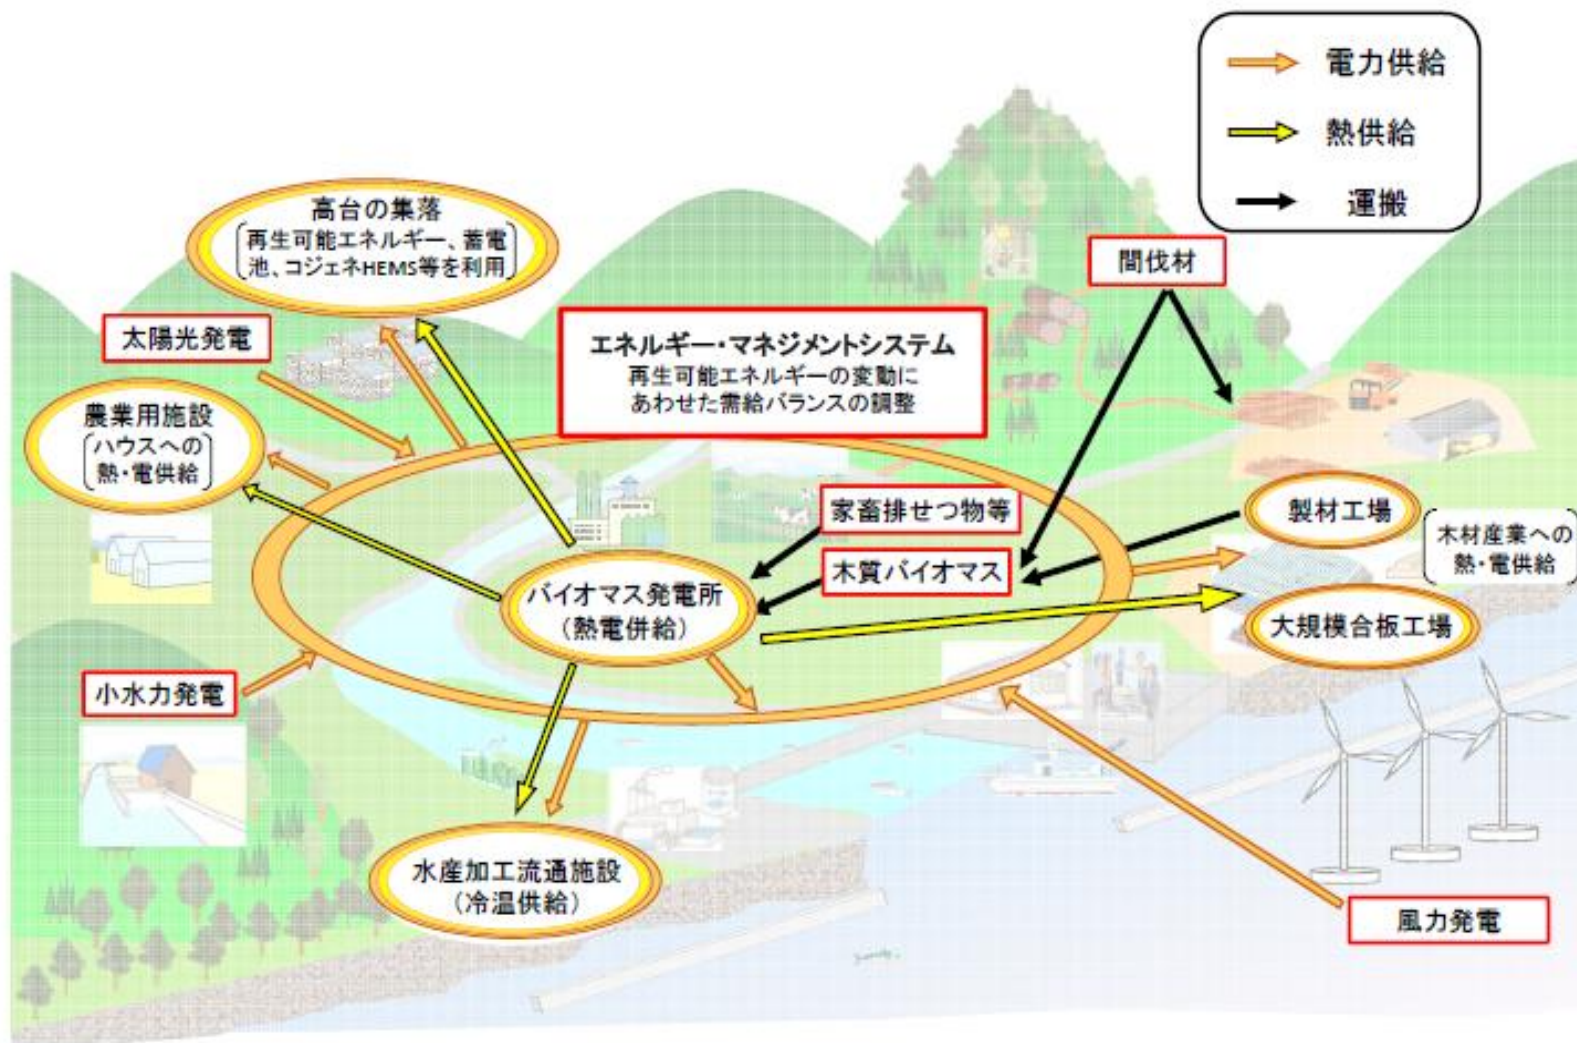 電力供給
熱供給
運搬
高台の集落
再生可能エネルギー、蓄電
池、コジェネHEMS等を利用
間伐材
太陽光発電
エネルギー・マネジメントシステム
再生可能エネルギーの変動に
あわせた需給バランスの調整
農業用施設
ハウスへの
熱・電供給
家畜排せつ物等
製材工場
木材産業への
熱・電供給
木質バイオマス
バイオマス発電所
(熱電併給)
大規模合板工場
小水力発電
水産加工流通施設
(冷温供給)
風力発電